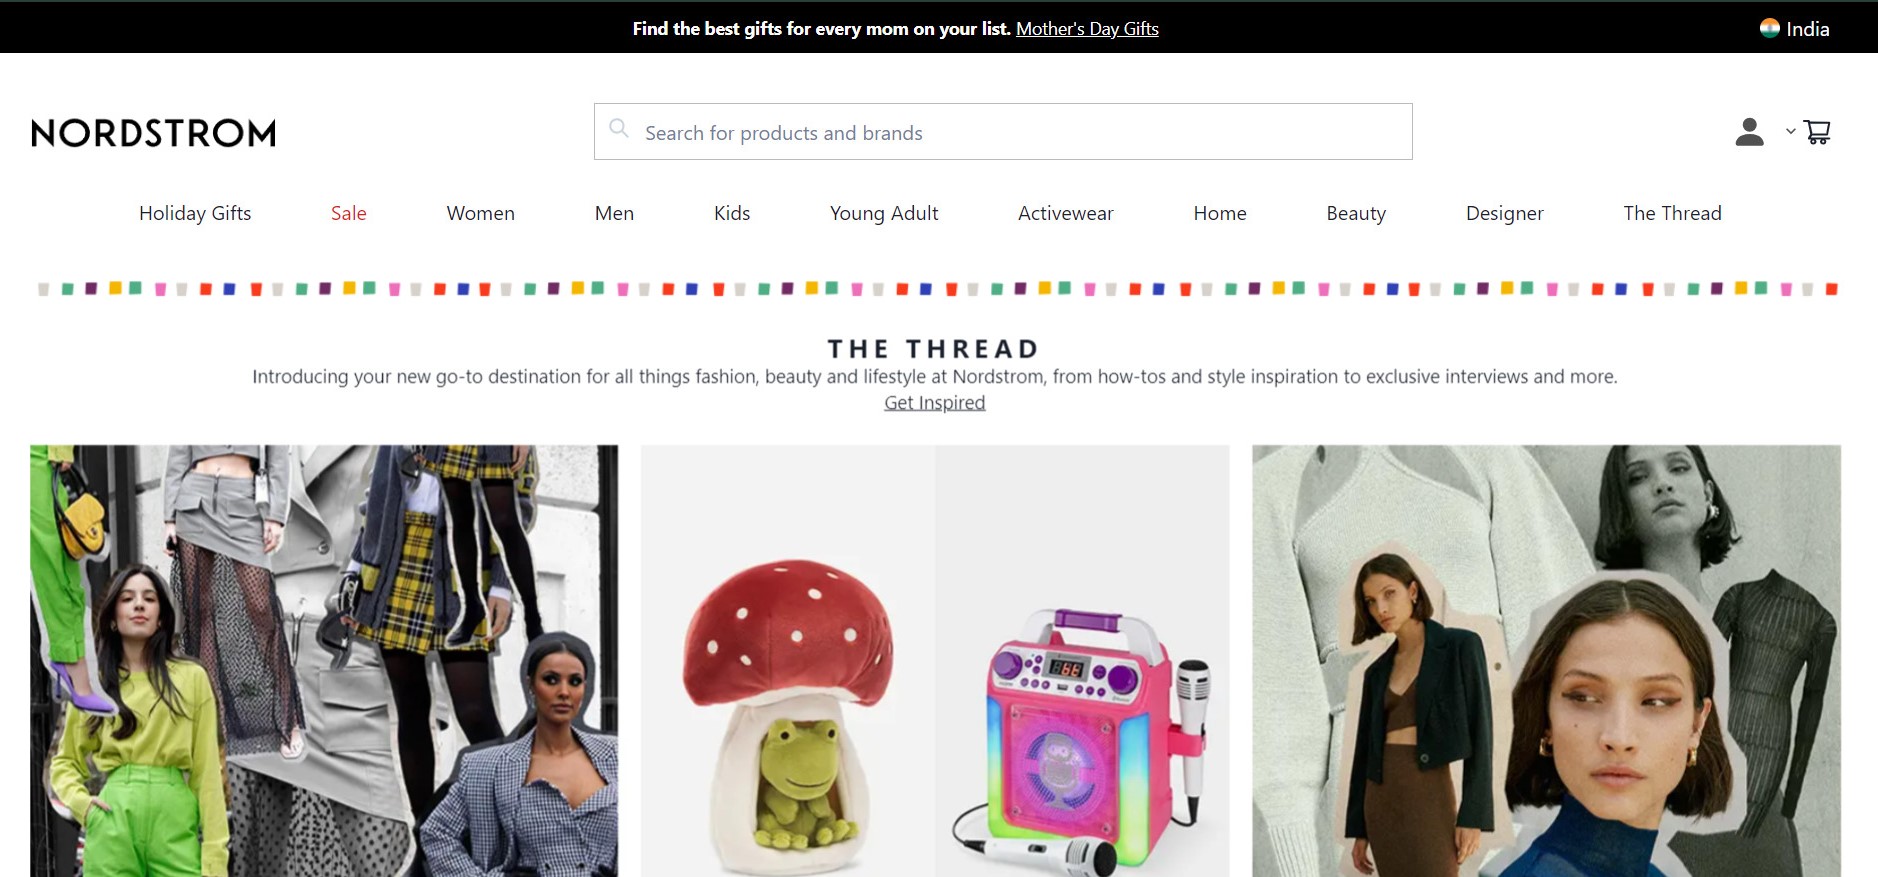 Find the best gifts for every mom on your list. Mother's Day Gifts
India
NORDSTROM
Search for products and brands
Holiday Gifts
Sale
Women
Men
Kids
Young Adult
Activewear
Home
Beauty
Designer
The Thread
THE THREAD
Introducing your new go-to destination for all things fashion, beauty and lifestyle at Nordstrom, from how-tos and style inspiration to exclusive interviews and more.
Get Inspired